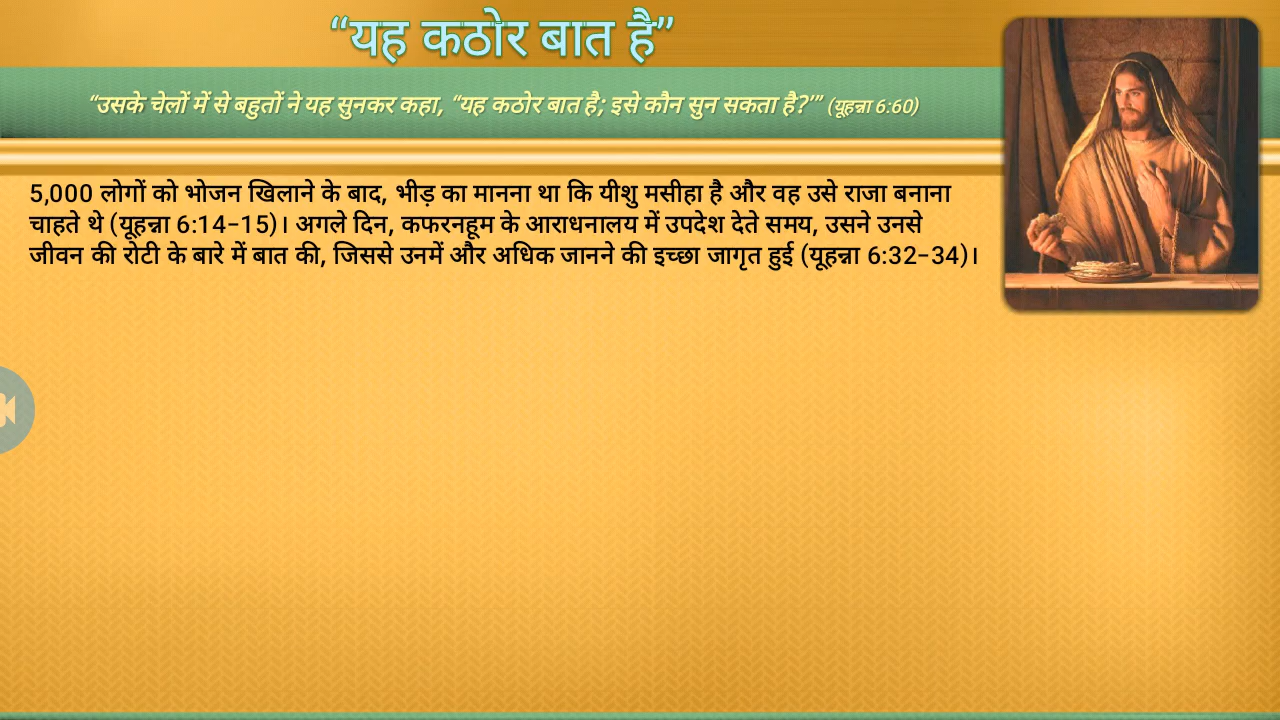 “यह कठोर बात है”
“उसके चेलों में से बहुतों ने यह सुनकर कहा, “यह कठोर बात है; इसे कौन सुन सकता है?’” (यूहन्ना 6:60)
5,000 लोगों को भोजन खिलाने के बाद, भीड़ का मानना था कि यीशु मसीहा है और वह उसे राजा बनाना
चाहते थे (यूहन्ना 6:14-15)। अगले दिन, कफरनहूम के आराधनालय में उपदेश देते समय, उसने उनसे
जीवन की रोटी के बारे में बात की, जिससे उनमें और अधिक जानने की इच्छा जागृत हुई (यूहन्ना 6:32-34)।